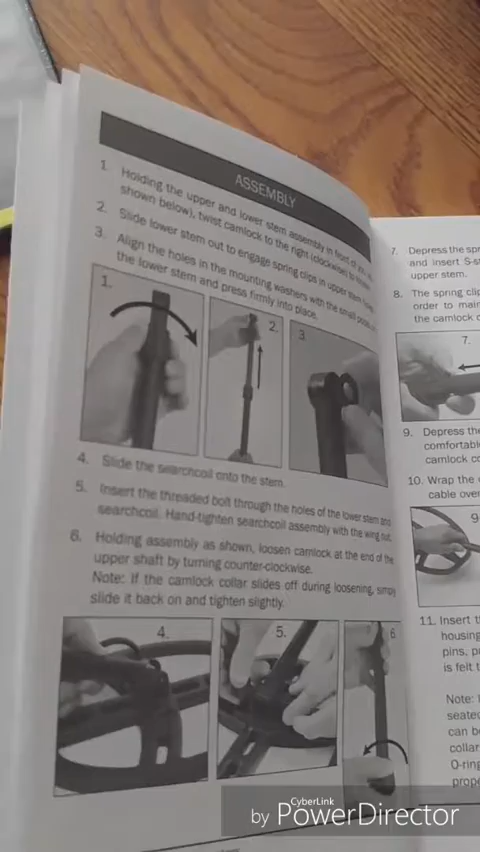 ASSEMBLY
1. Holding the upper and lower stem assembly in front of
shown below), twist camlock to the right (clockwise) to
2. Slide lower stem out to engage spring clips in upper stem
3. Align the holes in the mounting washers with the small
the lower stem and press firmly into place.
1.
2.
3.
4. Slide the searchcoil onto the stem.
5. Insert the threaded bolt through the holes of the lower stem and
searchcoil. Hand-tighten searchcoil assembly with the wing nut.
6. Holding assembly as shown, loosen camlock at the end of the
upper shaft by turning counter-clockwise.
Note: If the camlock collar slides off during loosening, simply
slide it back on and tighten slightly.
4.
5.
6
7. Depress the spr
and insert S-s
upper stem.
8. The spring clip
order to main
the camlock c
7.
9. Depress the
comfortabl
camlock co
10. Wrap the
cable over
9
11. Insert t
housing
pins, p
is felt t
Note:
seated
can be
collar
O-ring
prope
by CyberLink PowerDirector